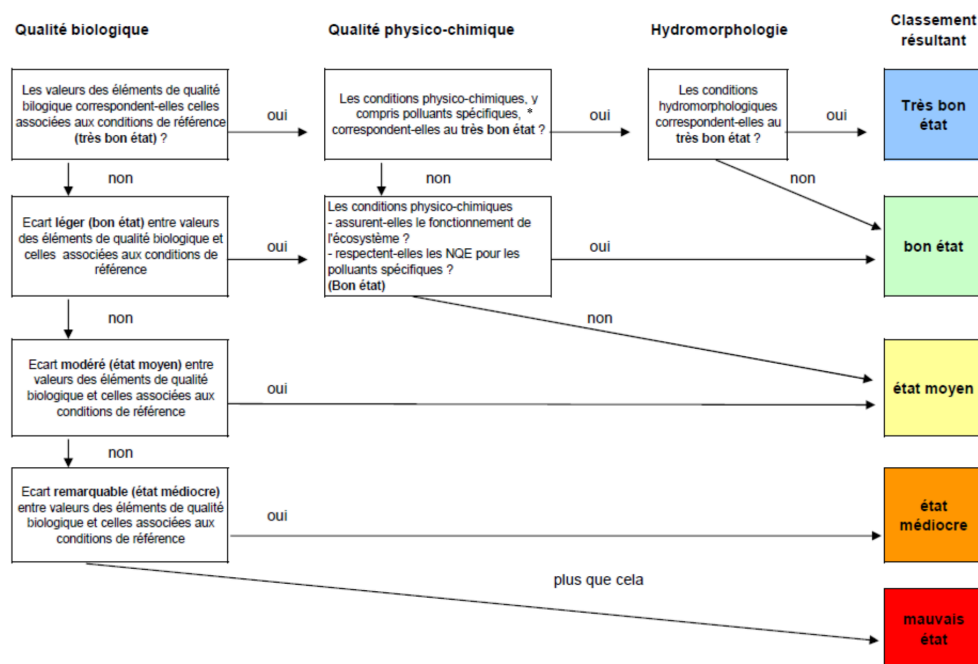 Qualité biologique
Qualité physico-chimique
Hydromorphologie
Classement
résultant
Les valeurs des éléments de qualité
bilogique correspondent-elles celles
associées aux conditions de référence
(très bon état) ?
oui
Les conditions physico-chimiques, y
compris polluants spécifiques, *
correspondent-elles au très bon état ?
oui
Les conditions
hydromorphologiques
correspondent-elles au
très bon état ?
oui
Très bon
état
non
non
non
Ecart léger (bon état) entre valeurs
des éléments de qualité biologique et
celles associées aux conditions de
référence
oui
Les conditions physico-chimiques
- assurent-elles le fonctionnement de
l'écosystème ?
- respectent-elles les NQE pour les
polluants spécifiques ?
(Bon état)
oui
bon état
non
non
Ecart modéré (état moyen) entre
valeurs des éléments de qualité
biologique et celles associées aux
conditions de référence
oui
état moyen
non
Ecart remarquable (état médiocre)
entre valeurs des éléments de qualité
biologique et celles associées aux
conditions de référence
oui
état
médiocre
plus que cela
mauvais
état